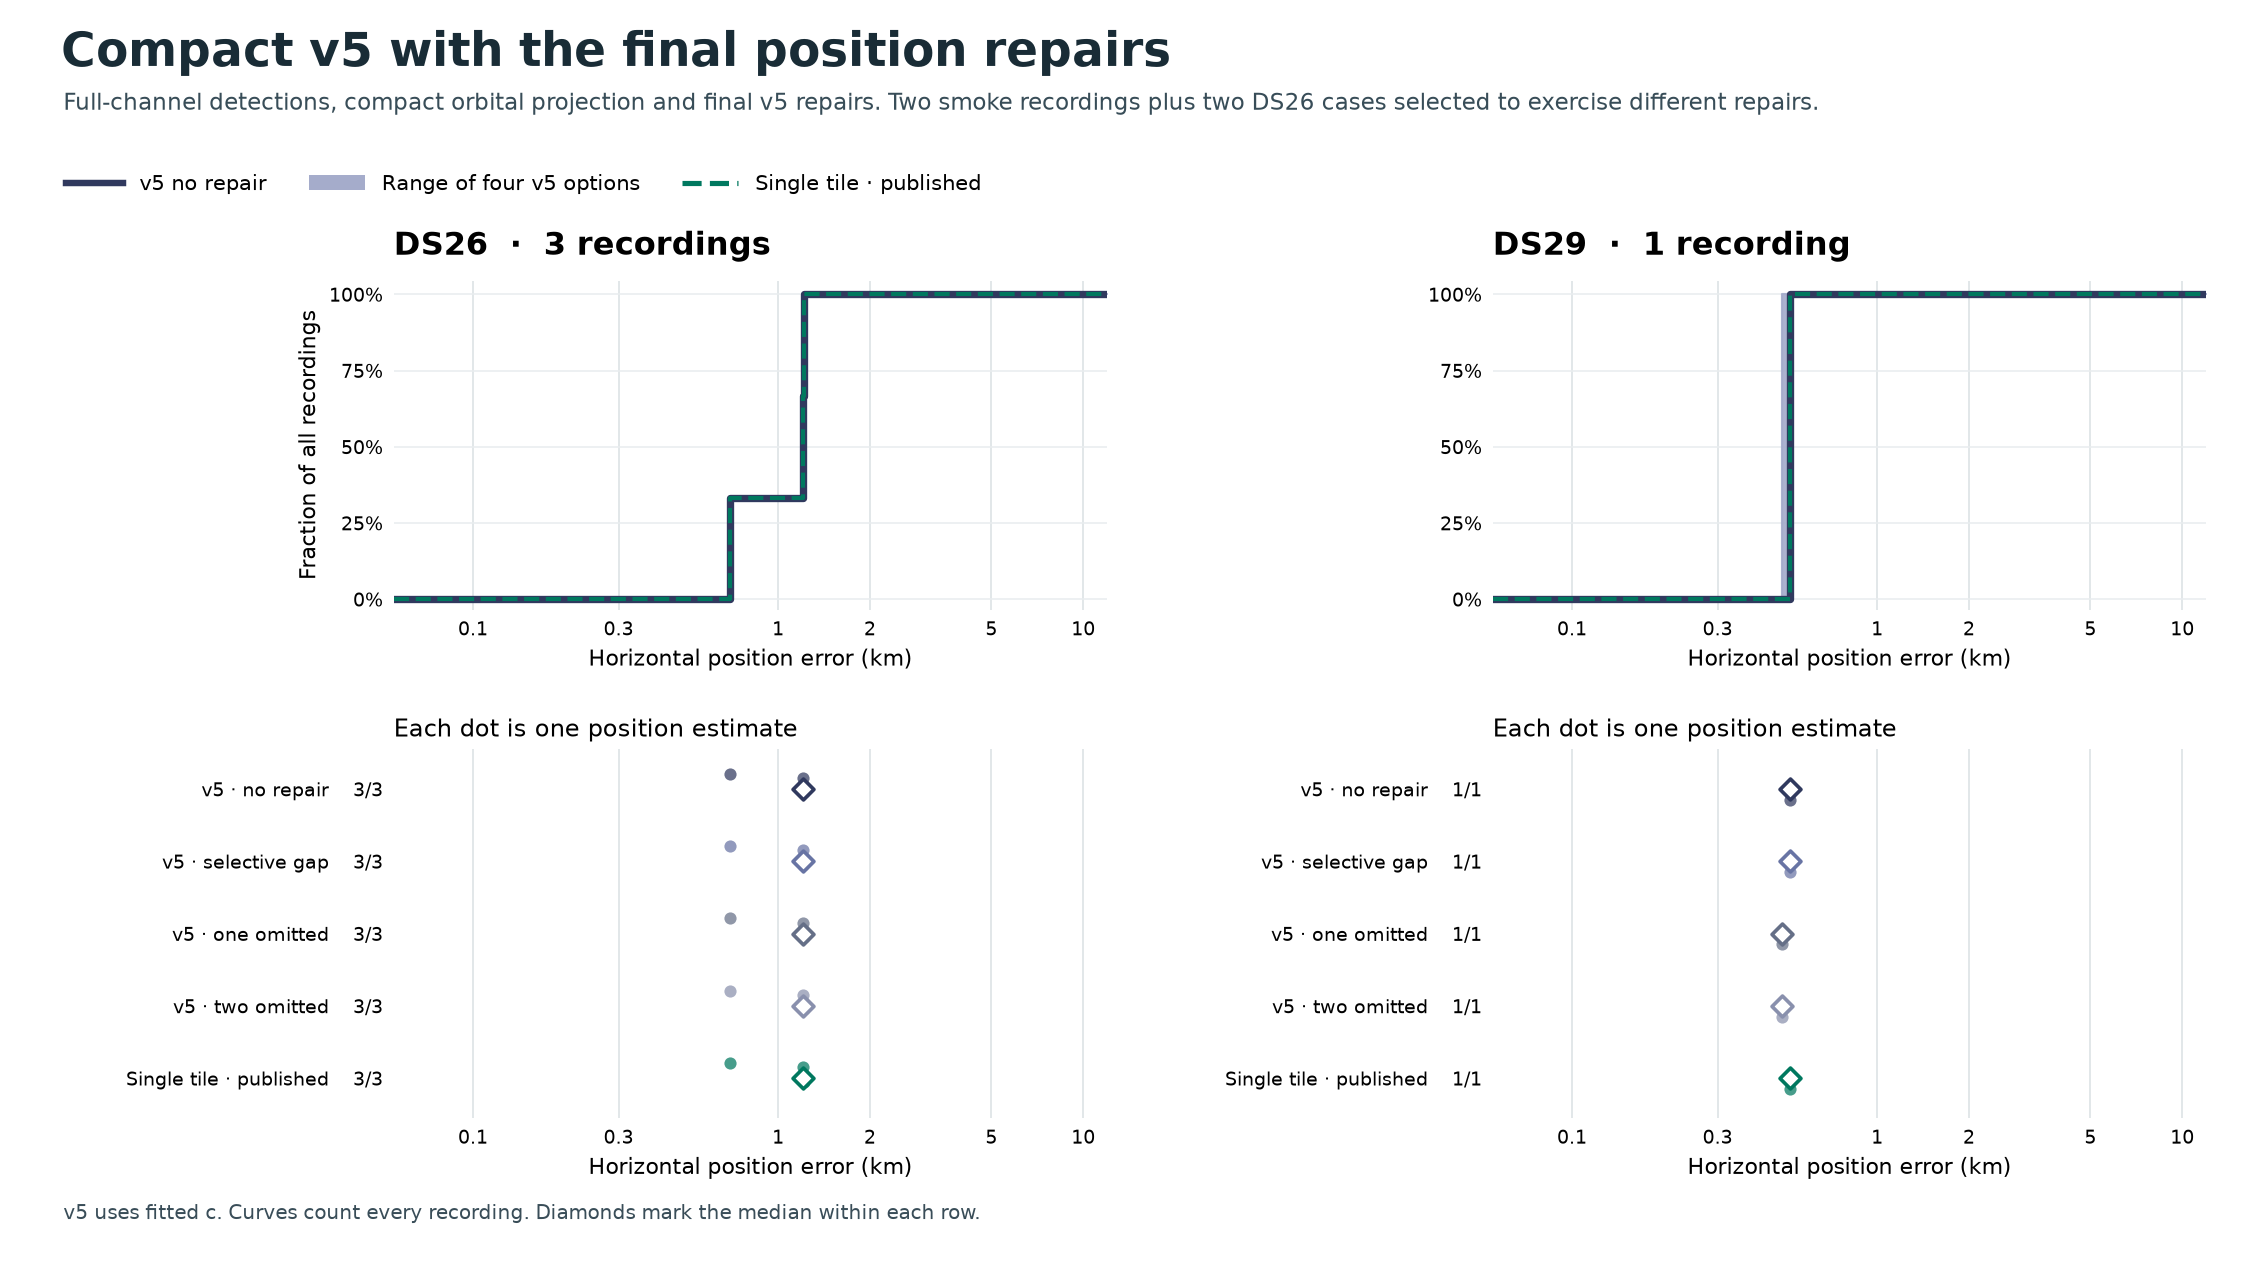 Compact v5 with the final position repairs
Full-channel detections, compact orbital projection and final v5 repairs. Two smoke recordings plus two DS26 cases selected to exercise different repairs.
v5 no repair
Range of four v5 options
Single tile · published
DS26 · 3 recordings
100%
75%
50%
25%
0%
Fraction of all recordings
0.1 0.3 1 2 5 10
Horizontal position error (km)
DS29 · 1 recording
100%
75%
50%
25%
0%
0.1 0.3 1 2 5 10
Horizontal position error (km)
Each dot is one position estimate
v5 · no repair 3/3
v5 · selective gap 3/3
v5 · one omitted 3/3
v5 · two omitted 3/3
Single tile · published 3/3
0.1 0.3 1 2 5 10
Horizontal position error (km)
Each dot is one position estimate
v5 · no repair 1/1
v5 · selective gap 1/1
v5 · one omitted 1/1
v5 · two omitted 1/1
Single tile · published 1/1
0.1 0.3 1 2 5 10
Horizontal position error (km)
v5 uses fitted c. Curves count every recording. Diamonds mark the median within each row.